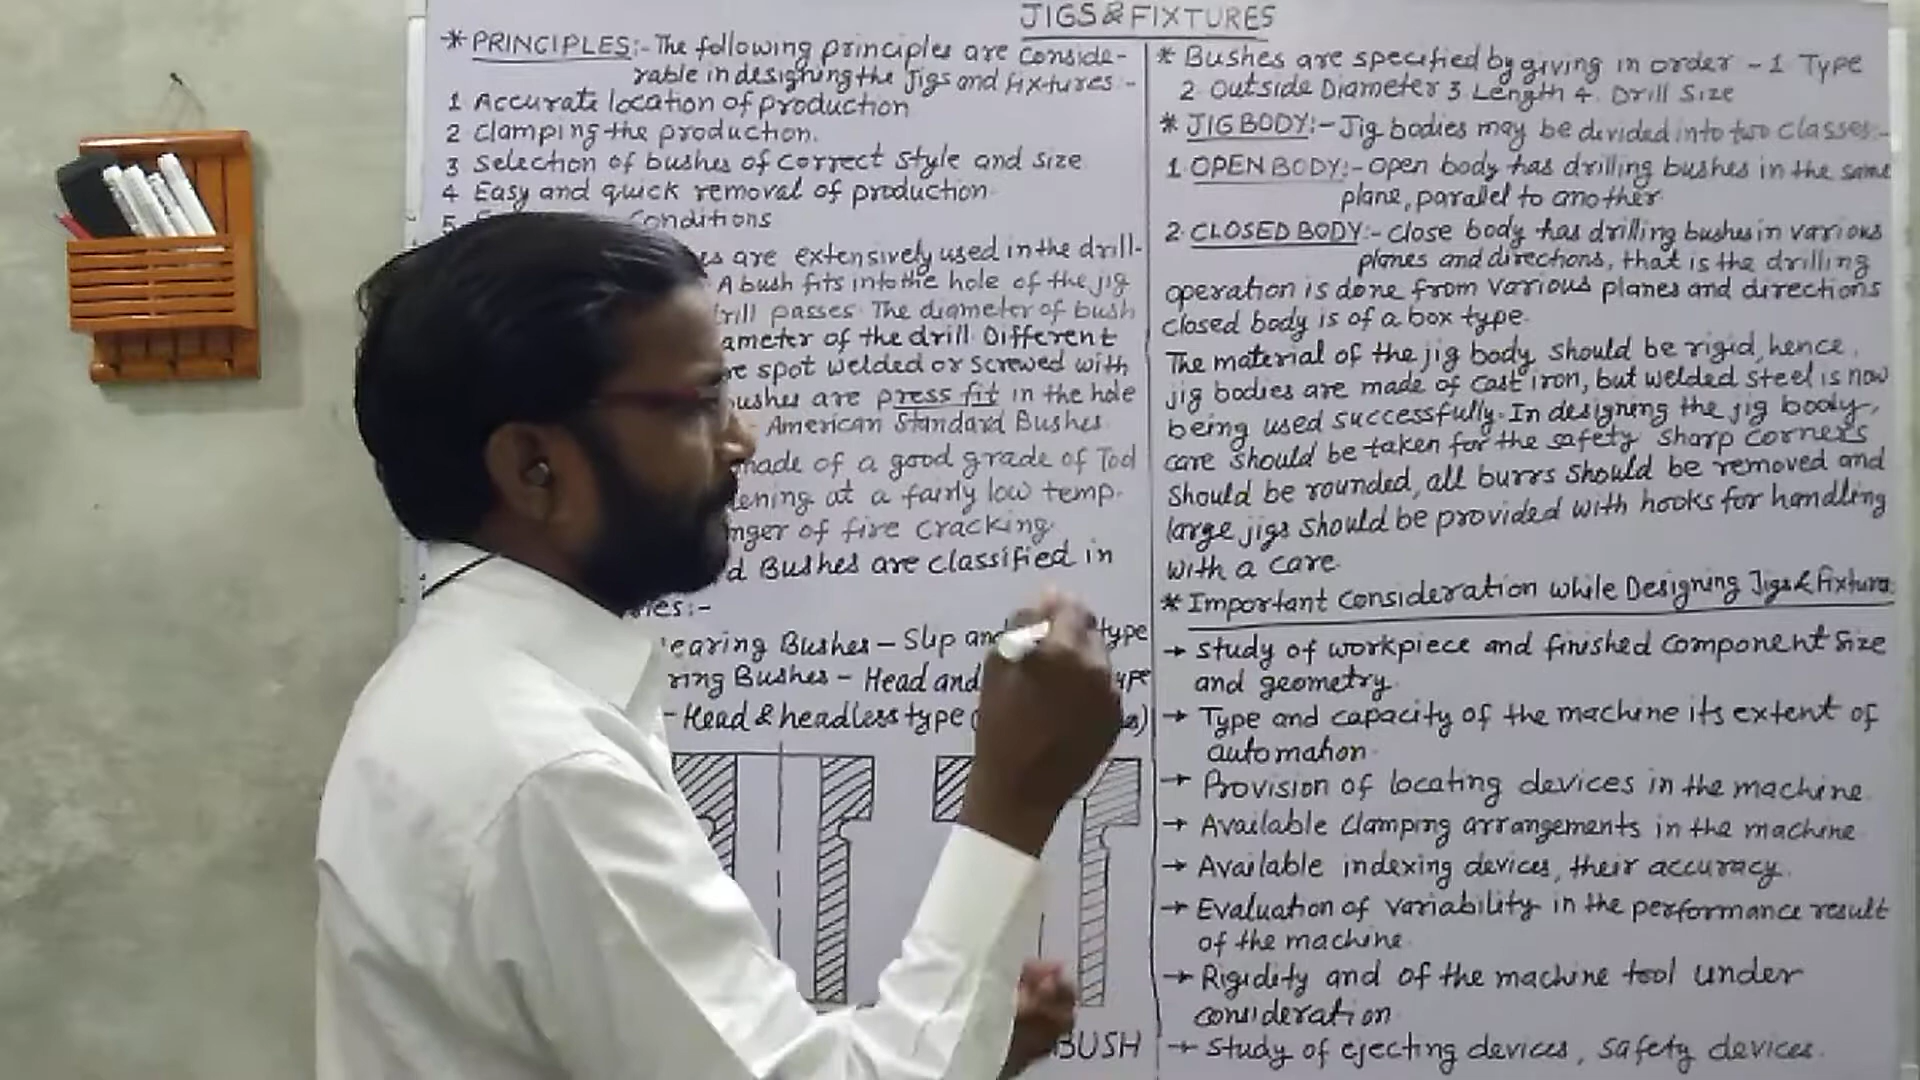 JIGS & FIXTURES
* PRINCIPLES:- The following principles are conside-
rable in designing the Jigs and fixtures:-
1 Accurate location of production
2 Clamping the production.
3 Selection of bushes of correct style and size
4 Easy and quick removal of production
5 Conditions
are extensively used in the drill-
A bush fits into the hole of the jig
passes. The diameter of bush
of the drill. Different
spot welded or screwed with
are press fit in the hole
- American Standard Bushes
of a good grade of Tool
at a fairly low temp.
of fire cracking
Bushes are classified in
:-
Bushes - Slip type
Bushes - Head and
- Head & headless type
BUSH
* Bushes are specified by giving in order - 1 Type
2. Outside Diameter 3. Length 4. Drill Size
* JIG BODY:- Jig bodies may be devided into two classes:-
1. OPEN BODY:- Open body has drilling bushes in the same
plane, parallel to another.
2. CLOSED BODY:- Close body has drilling bushes in various
planes and directions, that is the drilling
operation is done from various planes and directions
closed body is of a box type.
The material of the jig body should be rigid, hence,
jig bodies are made of cast iron, but welded steel is now
being used successfully. In designing the jig body,
care should be taken for the safety sharp corners
should be rounded, all burrs should be removed and
large jigs should be provided with hooks for handling
with a care.
* Important Consideration while Designing Jigs & Fixtures
→ Study of workpiece and finished component size
and geometry.
→ Type and capacity of the machine its extent of
automation.
→ Provision of locating devices in the machine.
→ Available clamping arrangements in the machine
→ Available indexing devices, their accuracy.
→ Evaluation of variability in the performance result
of the machine.
→ Rigidity and of the machine tool under
consideration
→ Study of ejecting devices, safety devices.